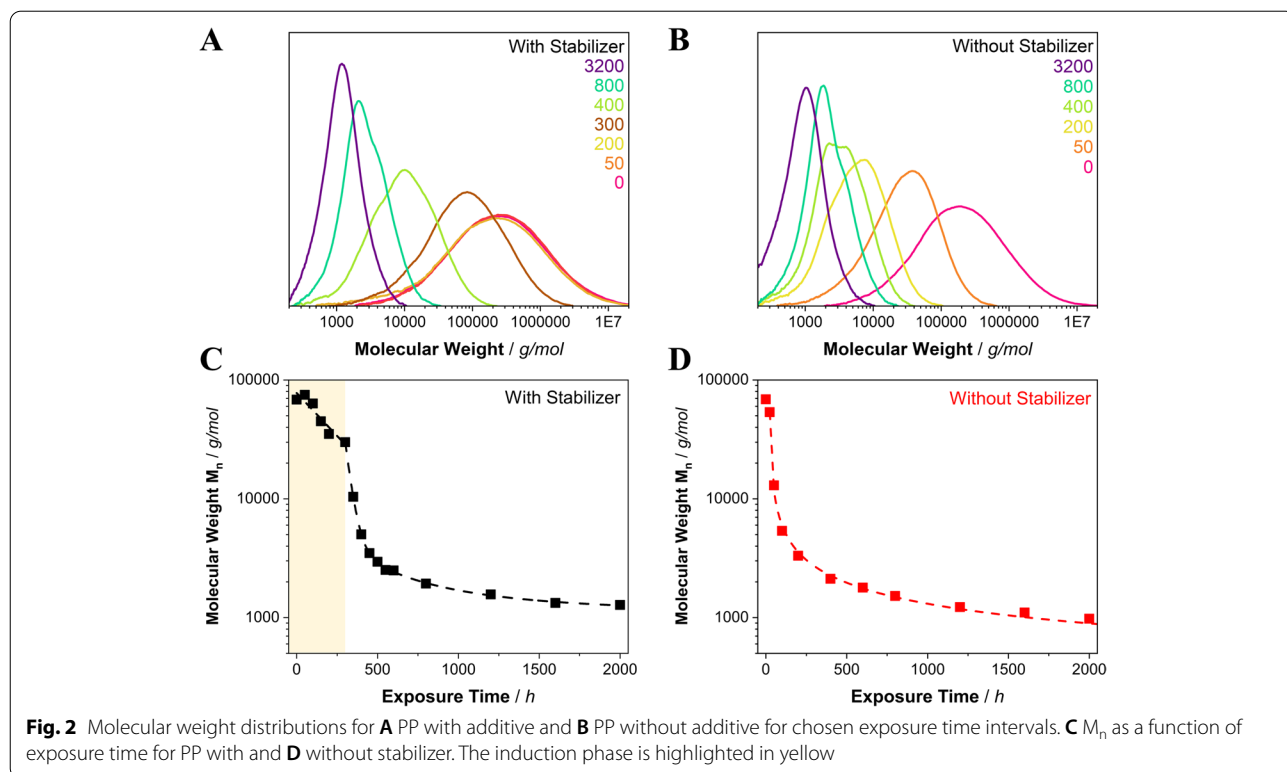 A
With Stabilizer
3200
800
400
300
200
50
0
1000 10000 100000 1000000 1E7
Molecular Weight / g/mol
B
Without Stabilizer
3200
800
400
200
50
0
1000 10000 100000 1000000 1E7
Molecular Weight / g/mol
C
With Stabilizer
100000
10000
1000
Molecular Weight Mn / g/mol
0 500 1000 1500 2000
Exposure Time / h
D
Without Stabilizer
100000
10000
1000
Molecular Weight Mn / g/mol
0 500 1000 1500 2000
Exposure Time / h
Fig. 2 Molecular weight distributions for A PP with additive and B PP without additive for chosen exposure time intervals. C Mn as a function of
exposure time for PP with and D without stabilizer. The induction phase is highlighted in yellow